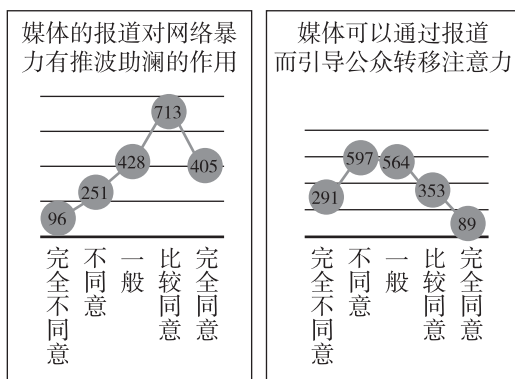 媒体的报道对网络暴
力有推波助澜的作用
96
251
428
713
405
完全不同意
不同意
一般
比较同意
完全同意
媒体可以通过报道
而引导公众转移注意力
291
597
564
353
89
完全不同意
不同意
一般
比较同意
完全同意